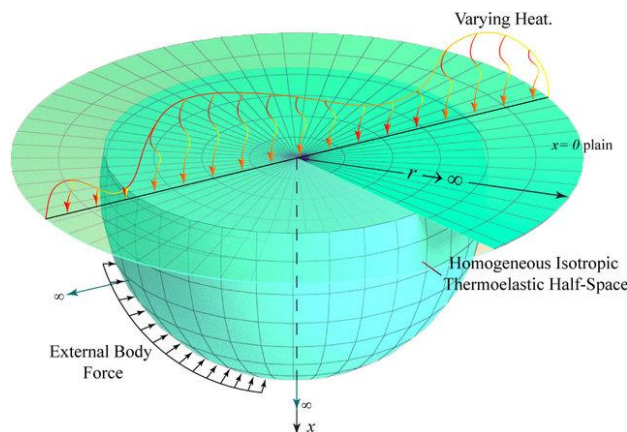 Varying Heat.
x= 0 plain
r → ∞
Homogeneous Isotropic
Thermoelastic Half-Space
∞
External Body
Force
∞
x